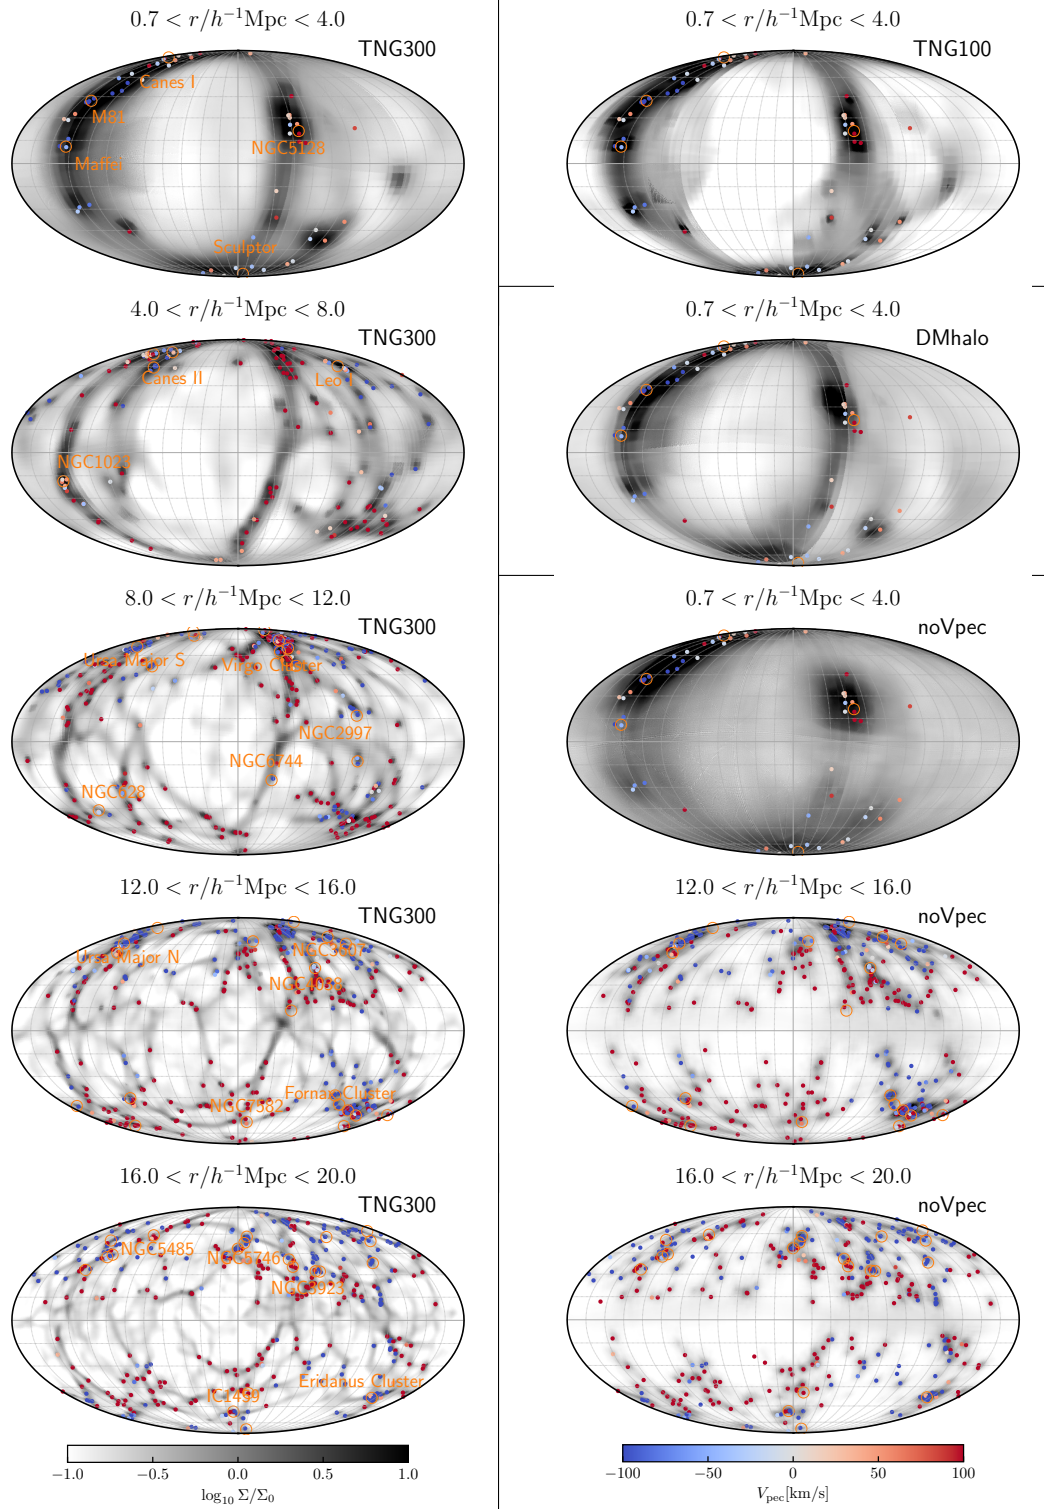 0.7 < r/h⁻¹Mpc < 4.0
TNG300
Canes I
M81
Maffei
NGC5128
Sculptor
0.7 < r/h⁻¹Mpc < 4.0
TNG100
4.0 < r/h⁻¹Mpc < 8.0
TNG300
Canes II
Leo I
NGC1023
0.7 < r/h⁻¹Mpc < 4.0
DMhalo
8.0 < r/h⁻¹Mpc < 12.0
TNG300
Ursa Major S
Virgo Cluster
NGC2997
NGC6744
NGC628
0.7 < r/h⁻¹Mpc < 4.0
noVpec
12.0 < r/h⁻¹Mpc < 16.0
TNG300
Ursa Major N
NGC3607
NGC4039
Fornax Cluster
NGC7582
12.0 < r/h⁻¹Mpc < 16.0
noVpec
16.0 < r/h⁻¹Mpc < 20.0
TNG300
NGC5485
NGC5746
NGC3923
Eridanus Cluster
IC1459
16.0 < r/h⁻¹Mpc < 20.0
noVpec
−1.0 −0.5 0.0 0.5 1.0
log₁₀ Σ/Σ₀
−100 −50 0 50 100
Vpec[km/s]